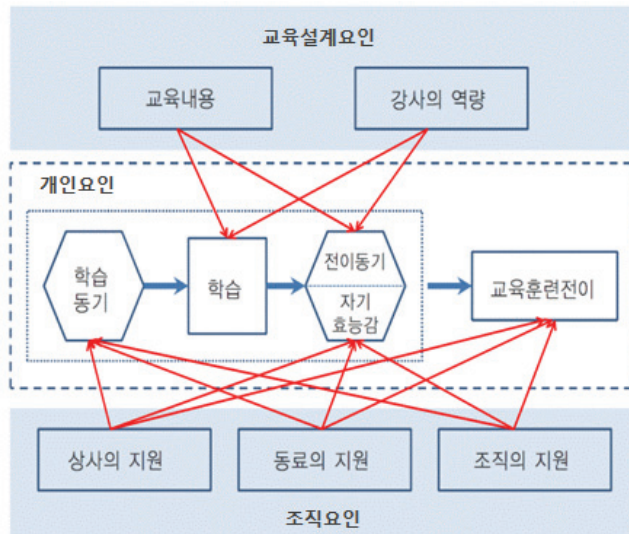 교육설계요인
교육내용
강사의 역량
개인요인
학습
동기
학습
전이동기
자기
효능감
교육훈련전이
상사의 지원
동료의 지원
조직의 지원
조직요인